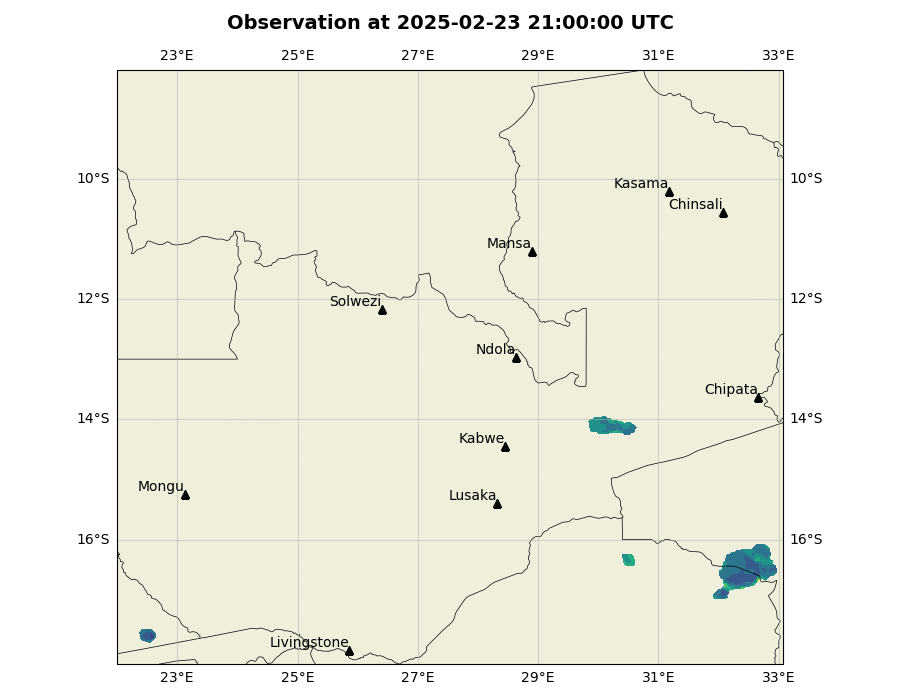 Observation at 2025-02-23 21:00:00 UTC
23°E 25°E 27°E 29°E 31°E 33°E
10°S 10°S
Kasama
Chinsali
Mansa
12°S 12°S
Solwezi
Ndola
Chipata
14°S 14°S
Kabwe
Mongu
Lusaka
16°S 16°S
Livingstone
23°E 25°E 27°E 29°E 31°E 33°E